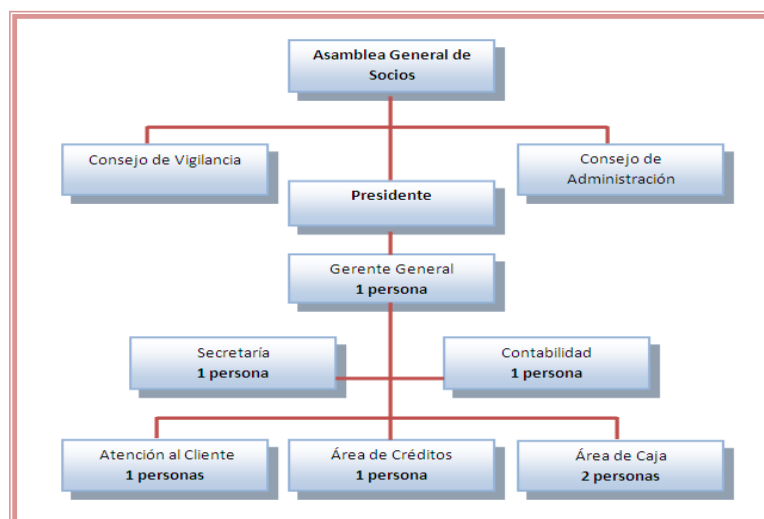 Asamblea General de
Socios
Consejo de Vigilancia
Consejo de
Administración
Presidente
Gerente General
1 persona
Secretaría
1 persona
Contabilidad
1 persona
Atención al Cliente
1 personas
Área de Créditos
1 persona
Área de Caja
2 personas